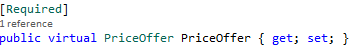 [Required]
1 reference
public virtual PriceOffer PriceOffer { get; set; }